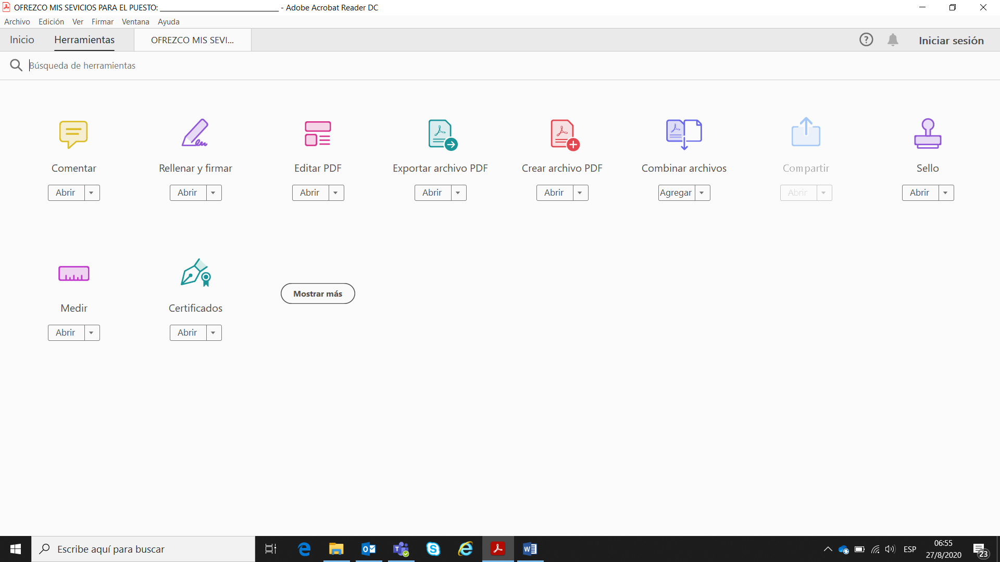 OFREZCO MIS SEVICIOS PARA EL PUESTO: ______________________________ - Adobe Acrobat Reader DC
Archivo Edición Ver Firmar Ventana Ayuda
Inicio Herramientas OFREZCO MIS SEVI... ? Iniciar sesión
Búsqueda de herramientas
Comentar Rellenar y firmar Editar PDF Exportar archivo PDF Crear archivo PDF Combinar archivos Compartir Sello
Abrir Abrir Abrir Abrir Abrir Agregar Abrir Abrir
Mostrar más
Medir Certificados
Abrir Abrir
Escribe aquí para buscar
ESP
06:55
27/8/2020
23